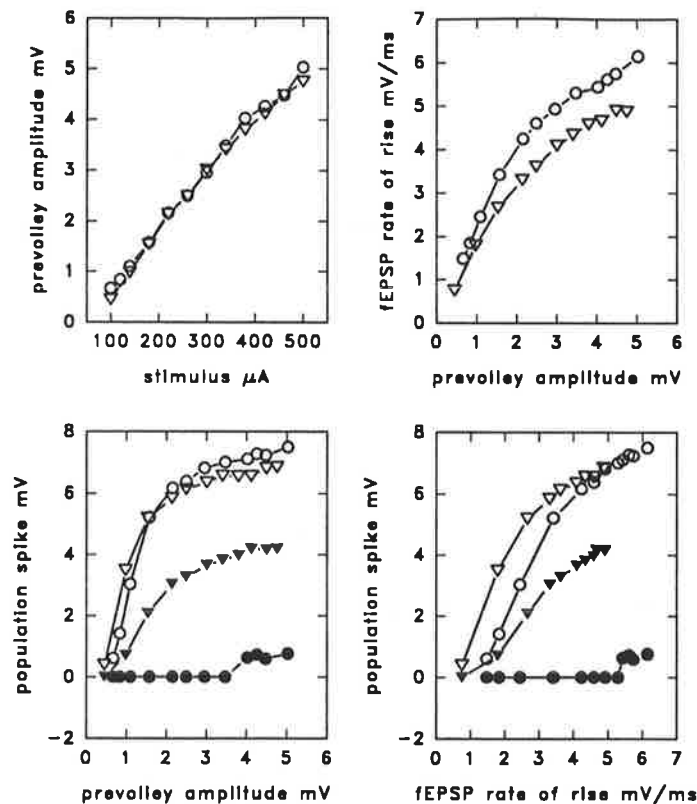 6
5
4
3
2
1
0
prevolley amplitude mV
100 200 300 400 500
stimulus μA
7
6
5
4
3
2
1
0
fEPSP rate of rise mV/ms
0 1 2 3 4 5 6
prevolley amplitude mV
8
6
4
2
0
-2
population spike mV
0 1 2 3 4 5 6
prevolley amplitude mV
8
6
4
2
0
-2
population spike mV
0 1 2 3 4 5 6 7
fEPSP rate of rise mV/ms